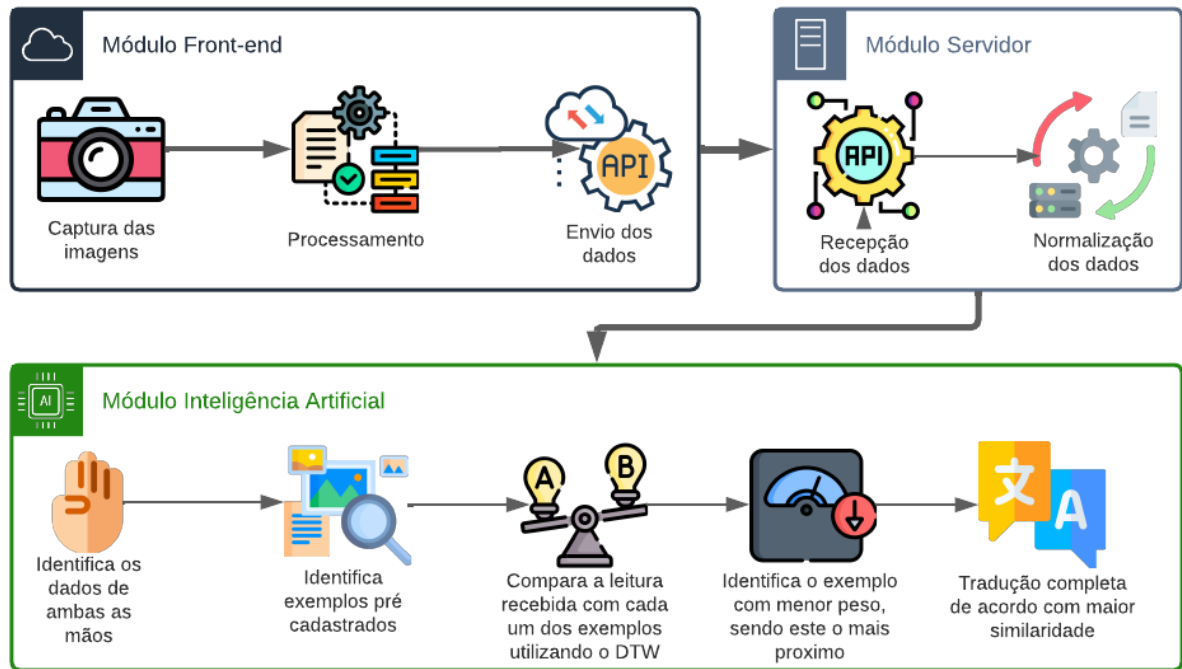 Módulo Front-end
Captura das
imagens
Processamento
API
Envio dos
dados
Módulo Servidor
API
Recepção
dos dados
Normalização
dos dados
AI
Módulo Inteligência Artificial
Identifica os
dados de
ambas as
mãos
Identifica
exemplos pré
cadastrados
A
B
Compara a leitura
recebida com cada
um dos exemplos
utilizando o DTW
Identifica o exemplo
com menor peso,
sendo este o mais
proximo
文
A
Tradução completa
de acordo com maior
similaridade